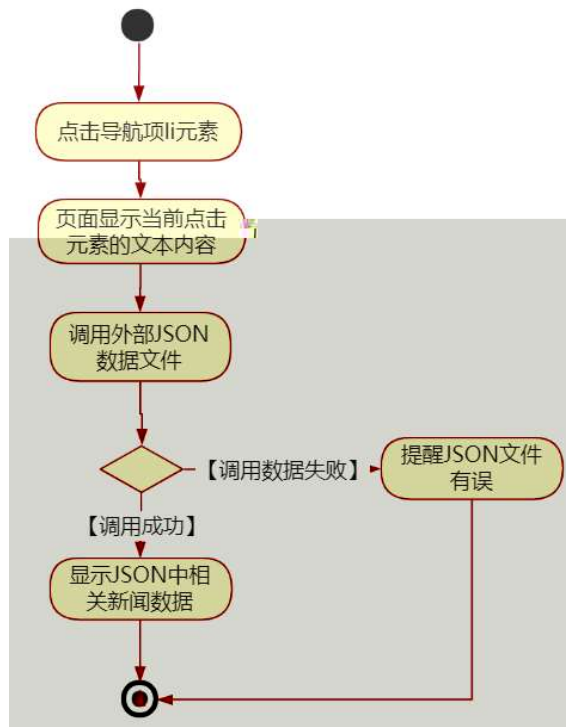 点击导航项li元素
页面显示当前点击
元素的文本内容
调用外部JSON
数据文件
【调用数据失败】
提醒JSON文件
有误
【调用成功】
显示JSON中相
关新闻数据